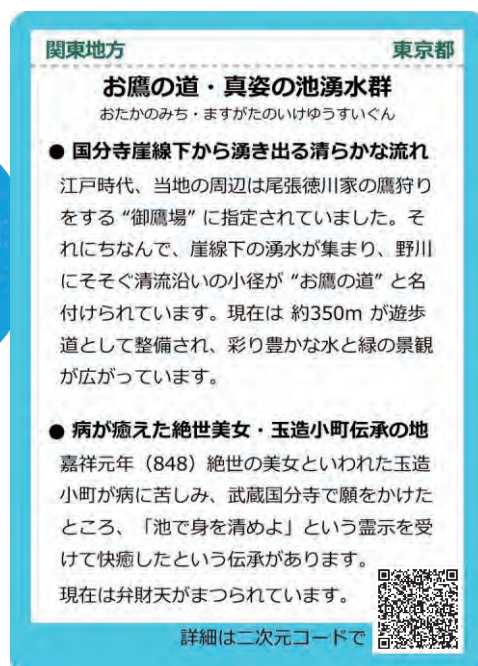 関東地方 東京都
お鷹の道・真姿の池湧水群
おたかのみち・ますがたのいけゆうすいぐん
● 国分寺崖線下から湧き出る清らかな流れ
江戸時代、当地の周辺は尾張徳川家の鷹狩り
をする “御鷹場” に指定されていました。そ
れにちなんで、崖線下の湧水が集まり、野川
にそそぐ清流沿いの小径が “お鷹の道” と名
付けられています。現在は 約350m が遊歩
道として整備され、彩り豊かな水と緑の景観
が広がっています。
● 病が癒えた絶世美女・玉造小町伝承の地
嘉祥元年（848）絶世の美女といわれた玉造
小町が病に苦しみ、武蔵国分寺で願をかけた
ところ、「池で身を清めよ」という霊示を受
けて快癒したという伝承があります。
現在は弁財天がまつられています。
詳細は二次元コードで